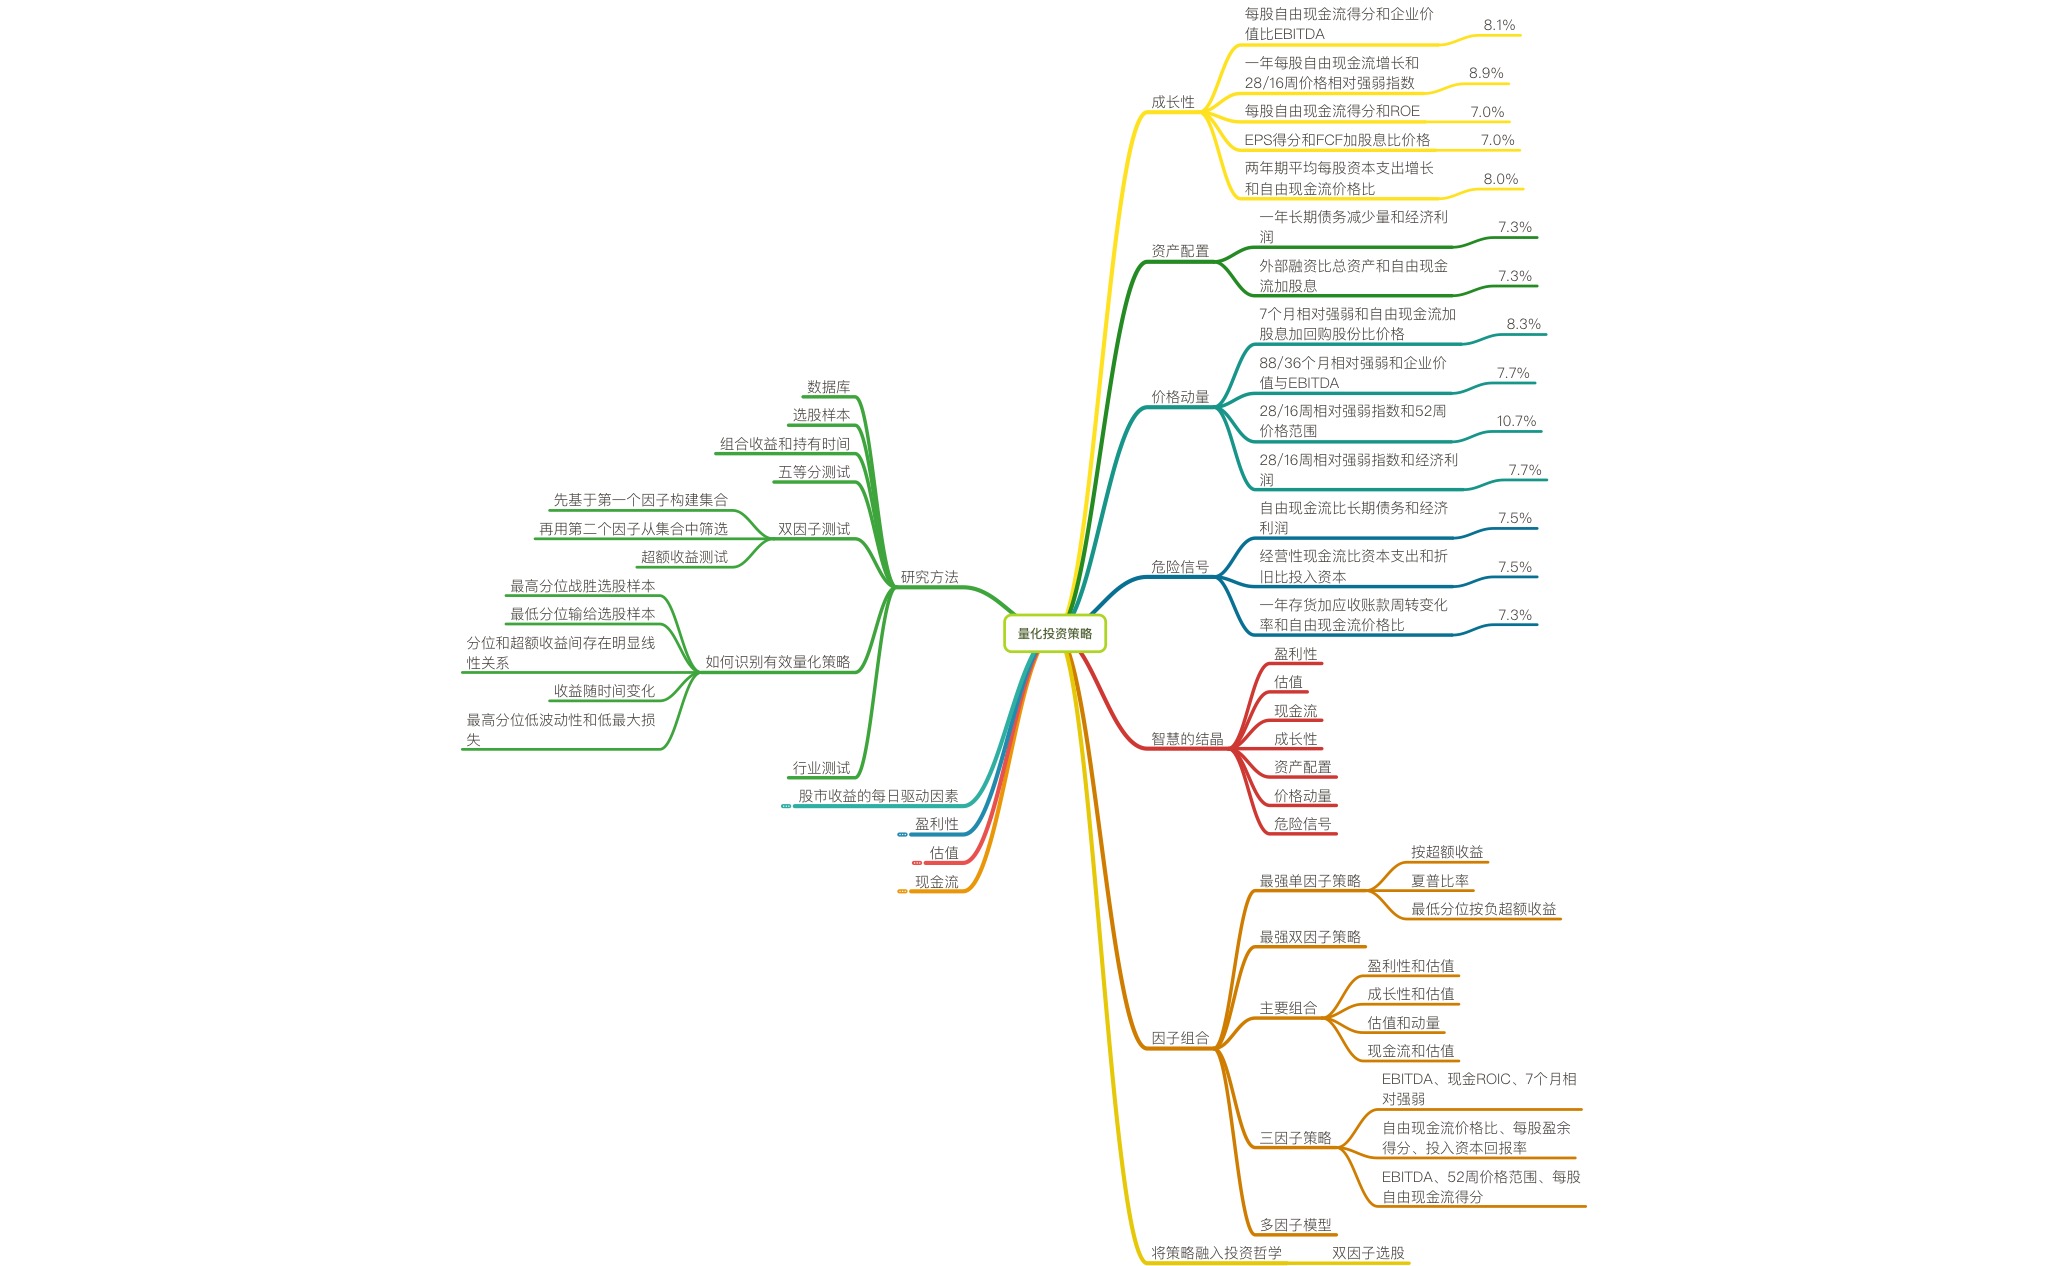 量化投资策略
研究方法
数据库
选股样本
组合收益和持有时间
五等分测试
双因子测试
先基于第一个因子构建集合
再用第二个因子从集合中筛选
超额收益测试
如何识别有效量化策略
最高分位战胜选股样本
最低分位输给选股样本
分位和超额收益间存在明显线
性关系
收益随时间变化
最高分位低波动性和低最大损
失
行业测试
股市收益的每日驱动因素
盈利性
估值
现金流
成长性
每股自由现金流得分和企业价
值比EBITDA
8.1%
一年每股自由现金流增长和
28/16周价格相对强弱指数
8.9%
每股自由现金流得分和ROE
7.0%
EPS得分和FCF加股息比价格
7.0%
两年期平均每股资本支出增长
和自由现金流价格比
8.0%
资产配置
一年长期债务减少量和经济利
润
7.3%
外部融资比总资产和自由现金
流加股息
7.3%
价格动量
7个月相对强弱和自由现金流加
股息加回购股份比价格
8.3%
88/36个月相对强弱和企业价
值与EBITDA
7.7%
28/16周相对强弱指数和52周
价格范围
10.7%
28/16周相对强弱指数和经济利
润
7.7%
危险信号
自由现金流比长期债务和经济
利润
7.5%
经营性现金流比资本支出和折
旧比投入资本
7.5%
一年存货加应收账款周转变化
率和自由现金流价格比
7.3%
智慧的结晶
盈利性
估值
现金流
成长性
资产配置
价格动量
危险信号
因子组合
最强单因子策略
按超额收益
夏普比率
最低分位按负超额收益
最强双因子策略
主要组合
盈利性和估值
成长性和估值
估值和动量
现金流和估值
三因子策略
EBITDA、现金ROIC、7个月相
对强弱
自由现金流价格比、每股盈余
得分、投入资本回报率
EBITDA、52周价格范围、每股
自由现金流得分
多因子模型
将策略融入投资哲学
双因子选股